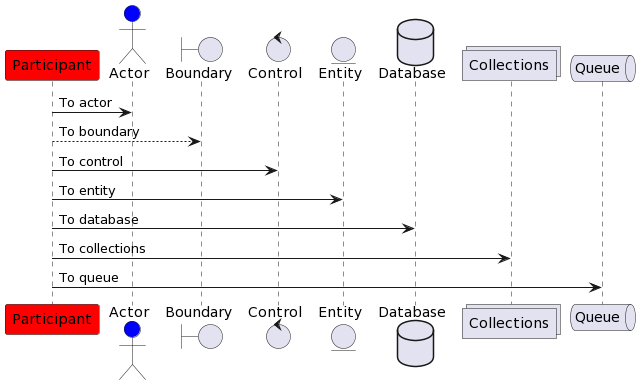 Participant
Actor
Boundary
Control
Entity
Database
Collections
Queue
To actor
To boundary
To control
To entity
To database
To collections
To queue
Participant
Actor
Boundary
Control
Entity
Database
Collections
Queue